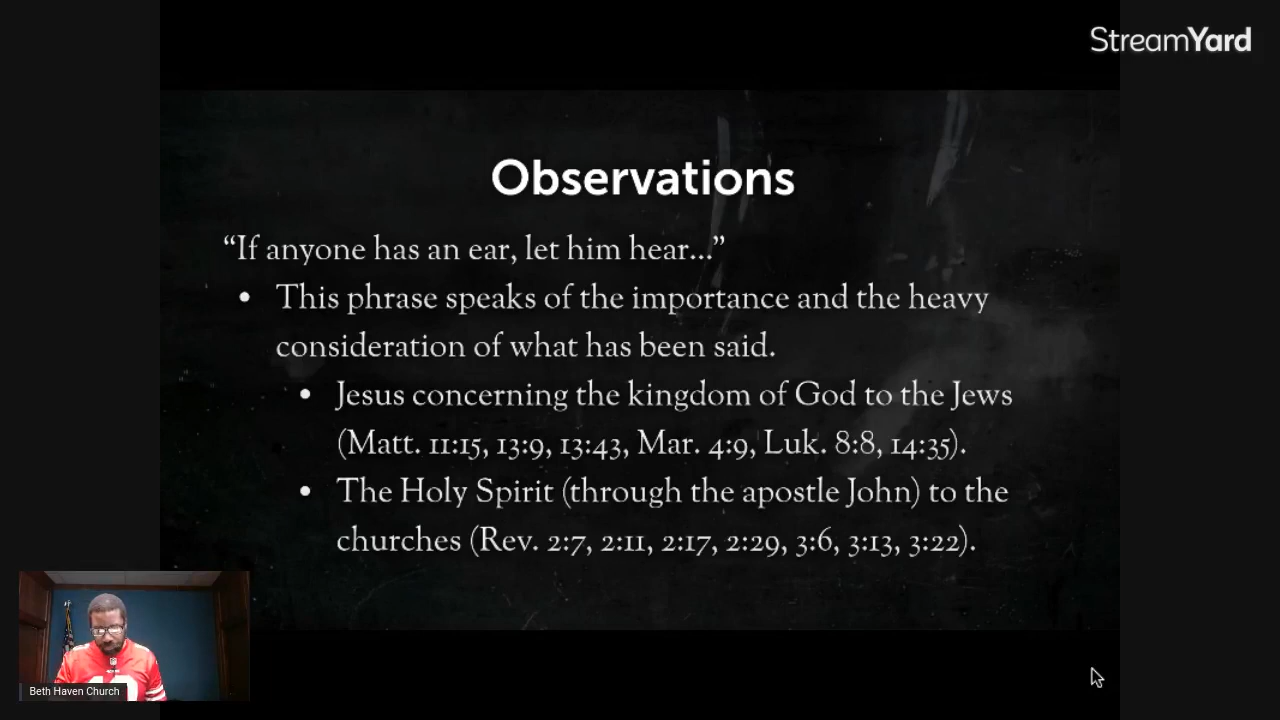 StreamYard
Observations
“If anyone has an ear, let him hear...”
• This phrase speaks of the importance and the heavy
consideration of what has been said.
• Jesus concerning the kingdom of God to the Jews
(Matt. 11:15, 13:9, 13:43, Mar. 4:9, Luk. 8:8, 14:35).
• The Holy Spirit (through the apostle John) to the
churches (Rev. 2:7, 2:11, 2:17, 2:29, 3:6, 3:13, 3:22).
Beth Haven Church